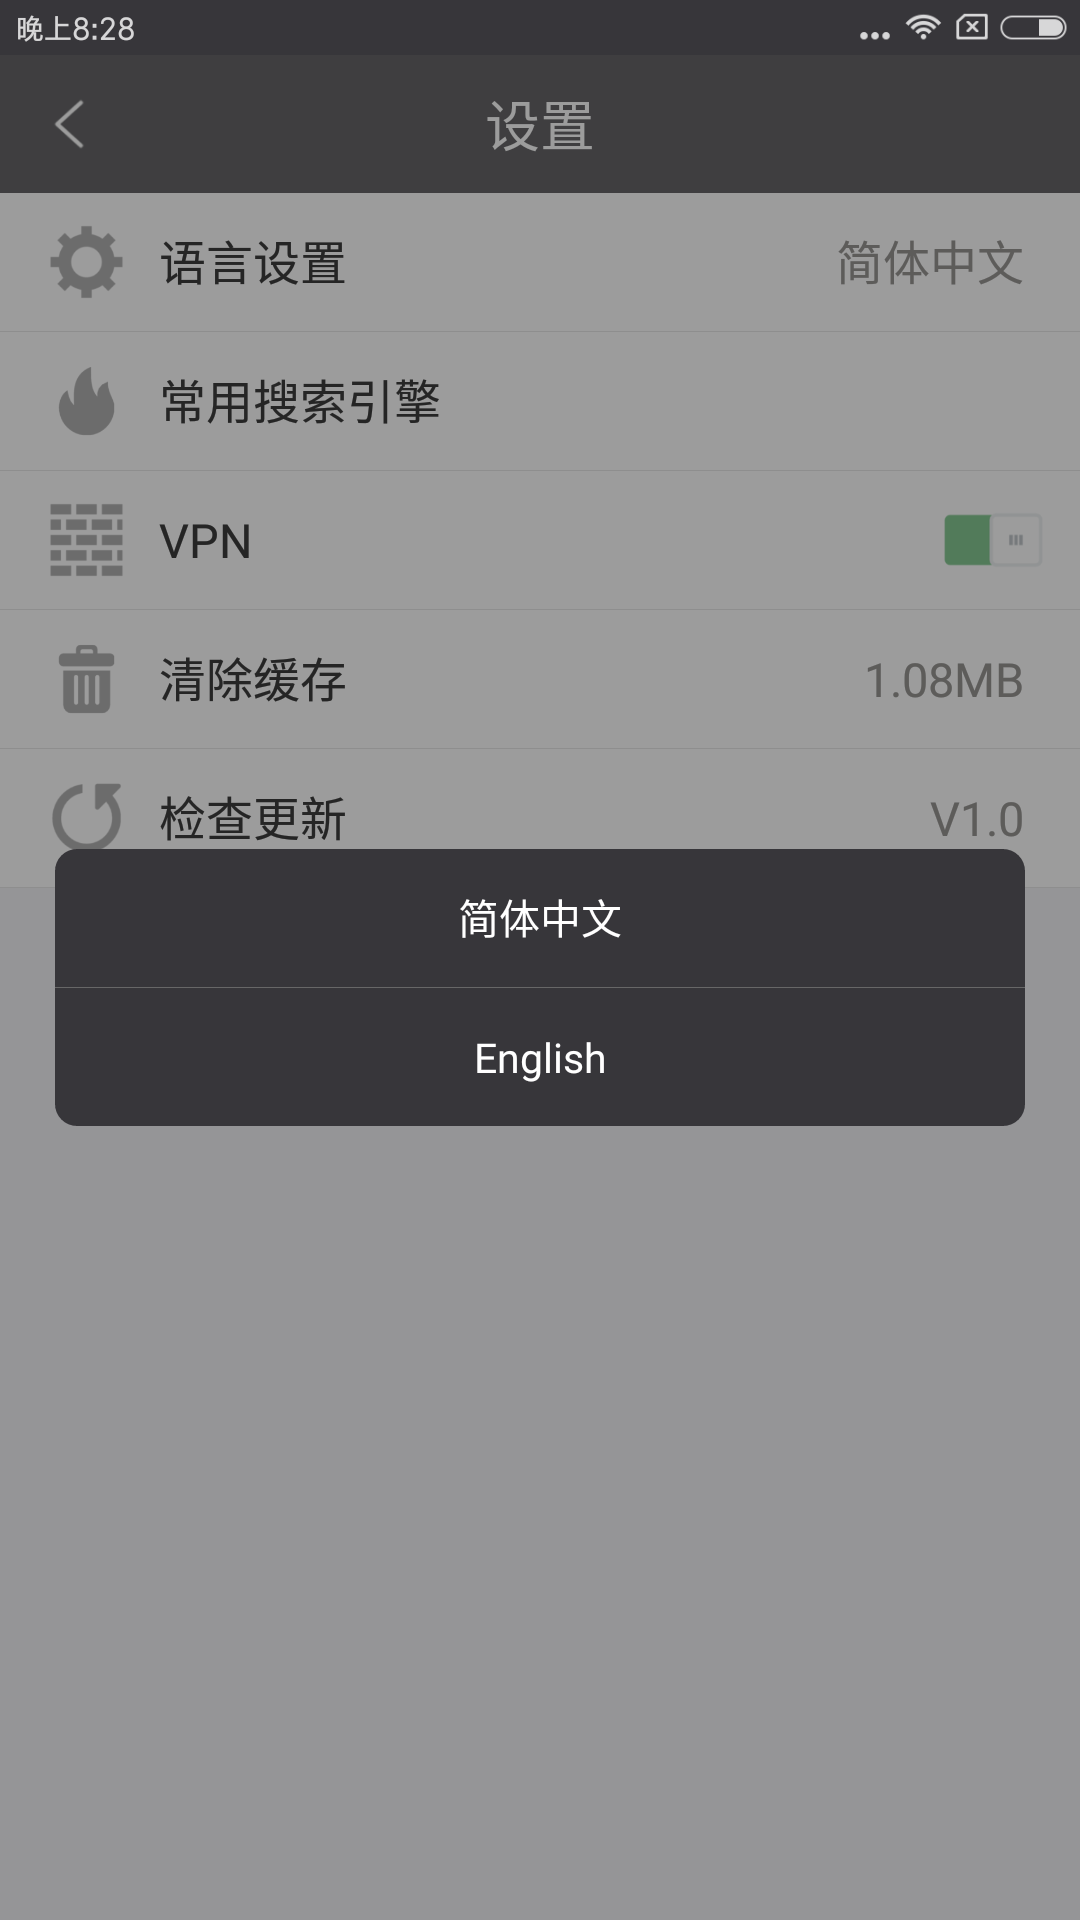 晚上8:28
设置
语言设置 简体中文
常用搜索引擎
VPN
清除缓存 1.08MB
检查更新 V1.0
简体中文
English